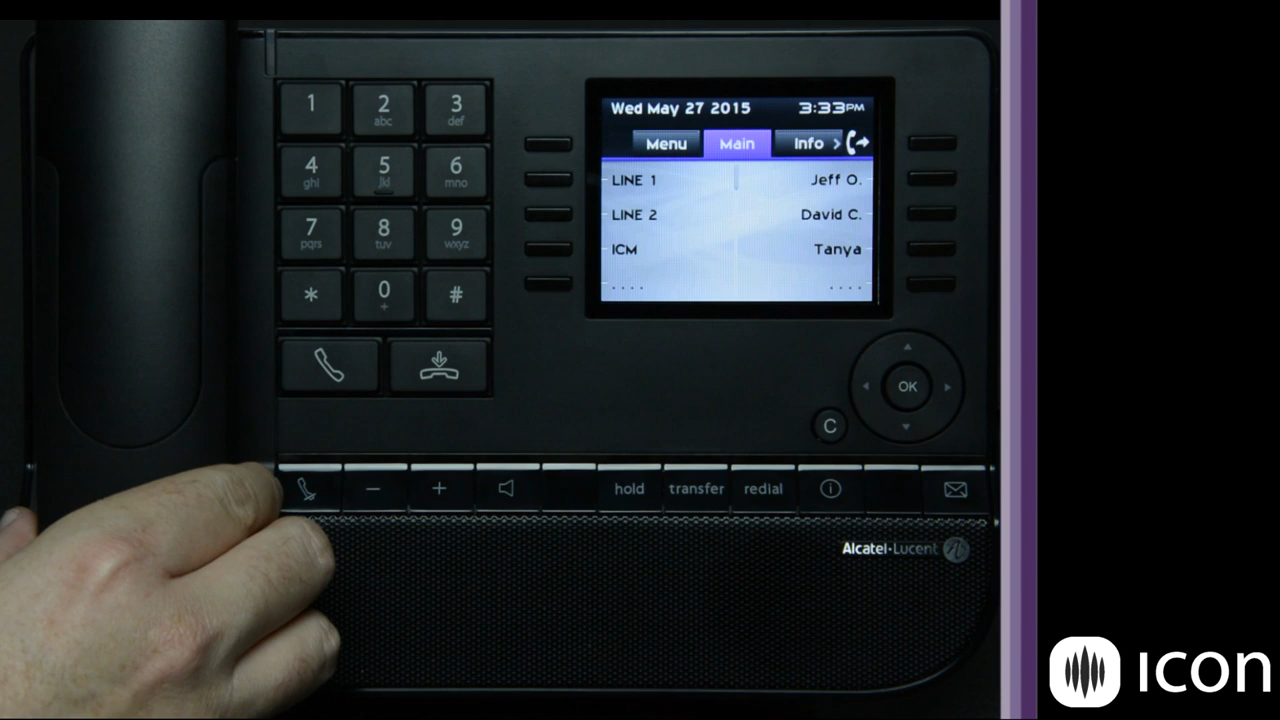 Wed May 27 2015 3:33PM
Menu Main Info
LINE 1 Jeff O.
LINE 2 David C.
ICM Tanya
.... ....
1 2 abc 3 def
4 ghi 5 jkl 6 mno
7 pqrs 8 tuv 9 wxyz
* 0 + #
OK
C
− + hold transfer redial i
Alcatel·Lucent
icon